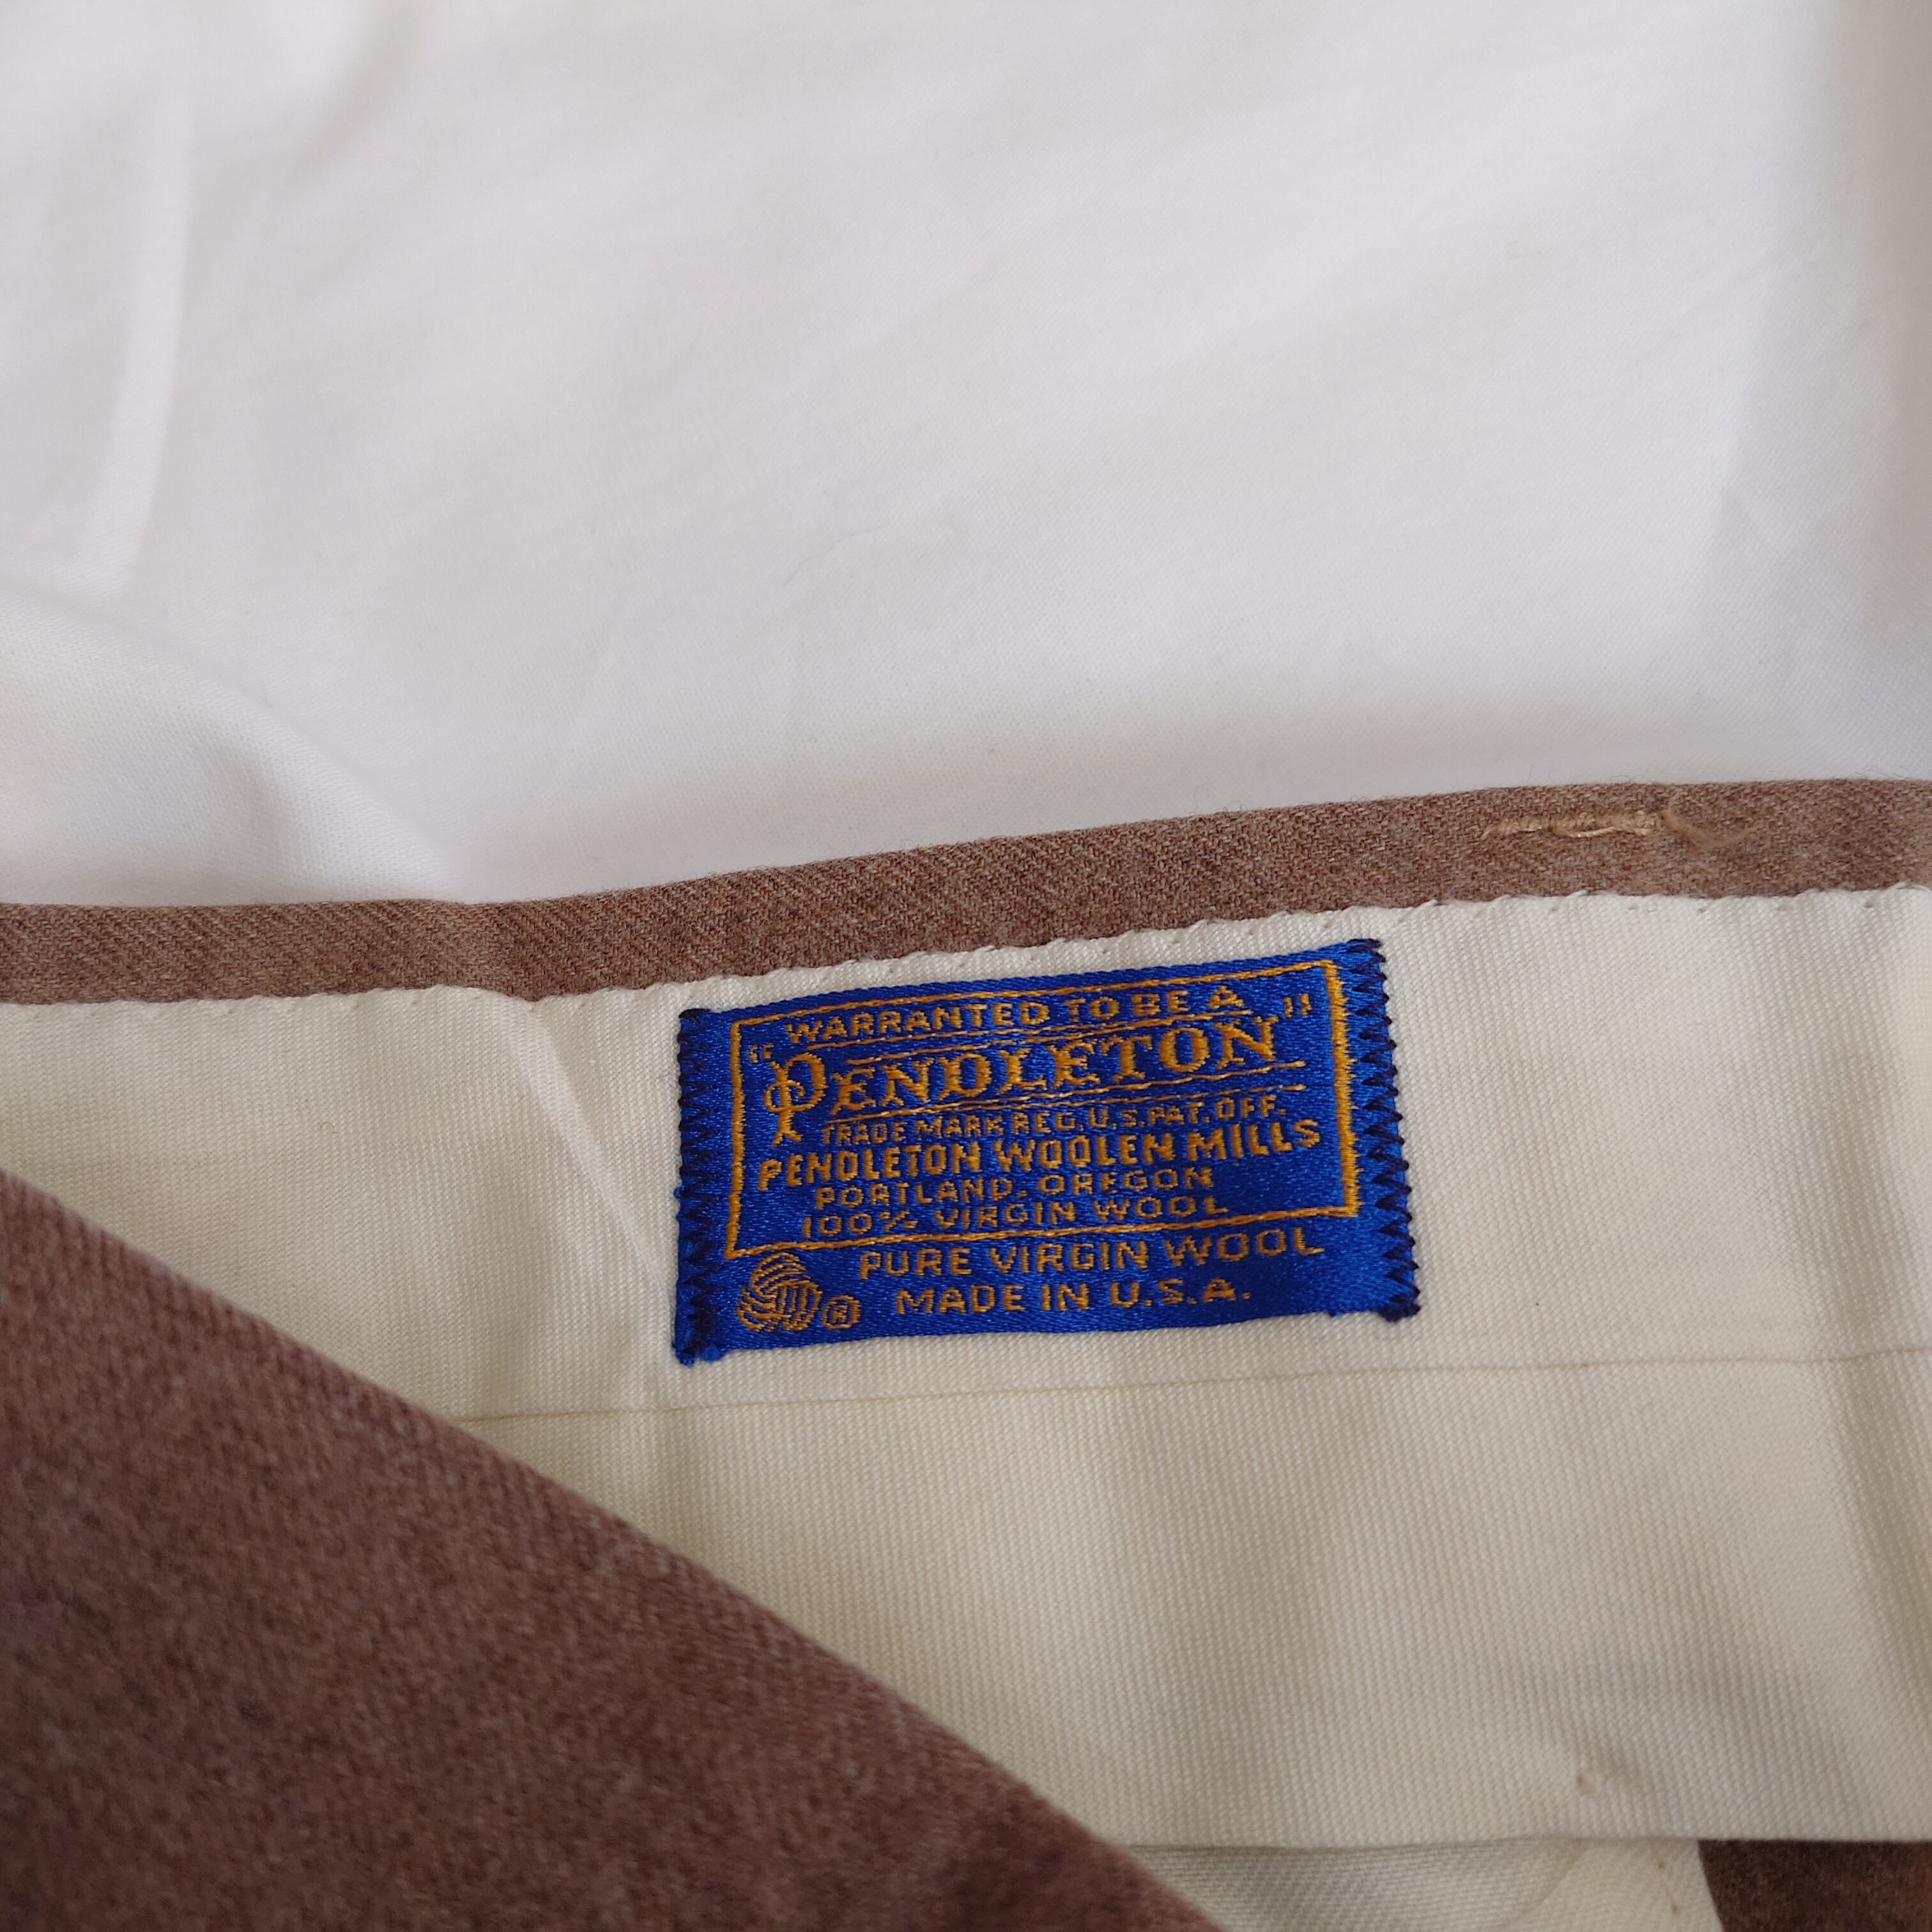 "WARRANTED TO BE A
PENDLETON"
TRADE MARK REG. U.S. PAT. OFF.
PENDLETON WOOLEN MILLS
PORTLAND, OREGON
100% VIRGIN WOOL
PURE VIRGIN WOOL
® MADE IN U.S.A.